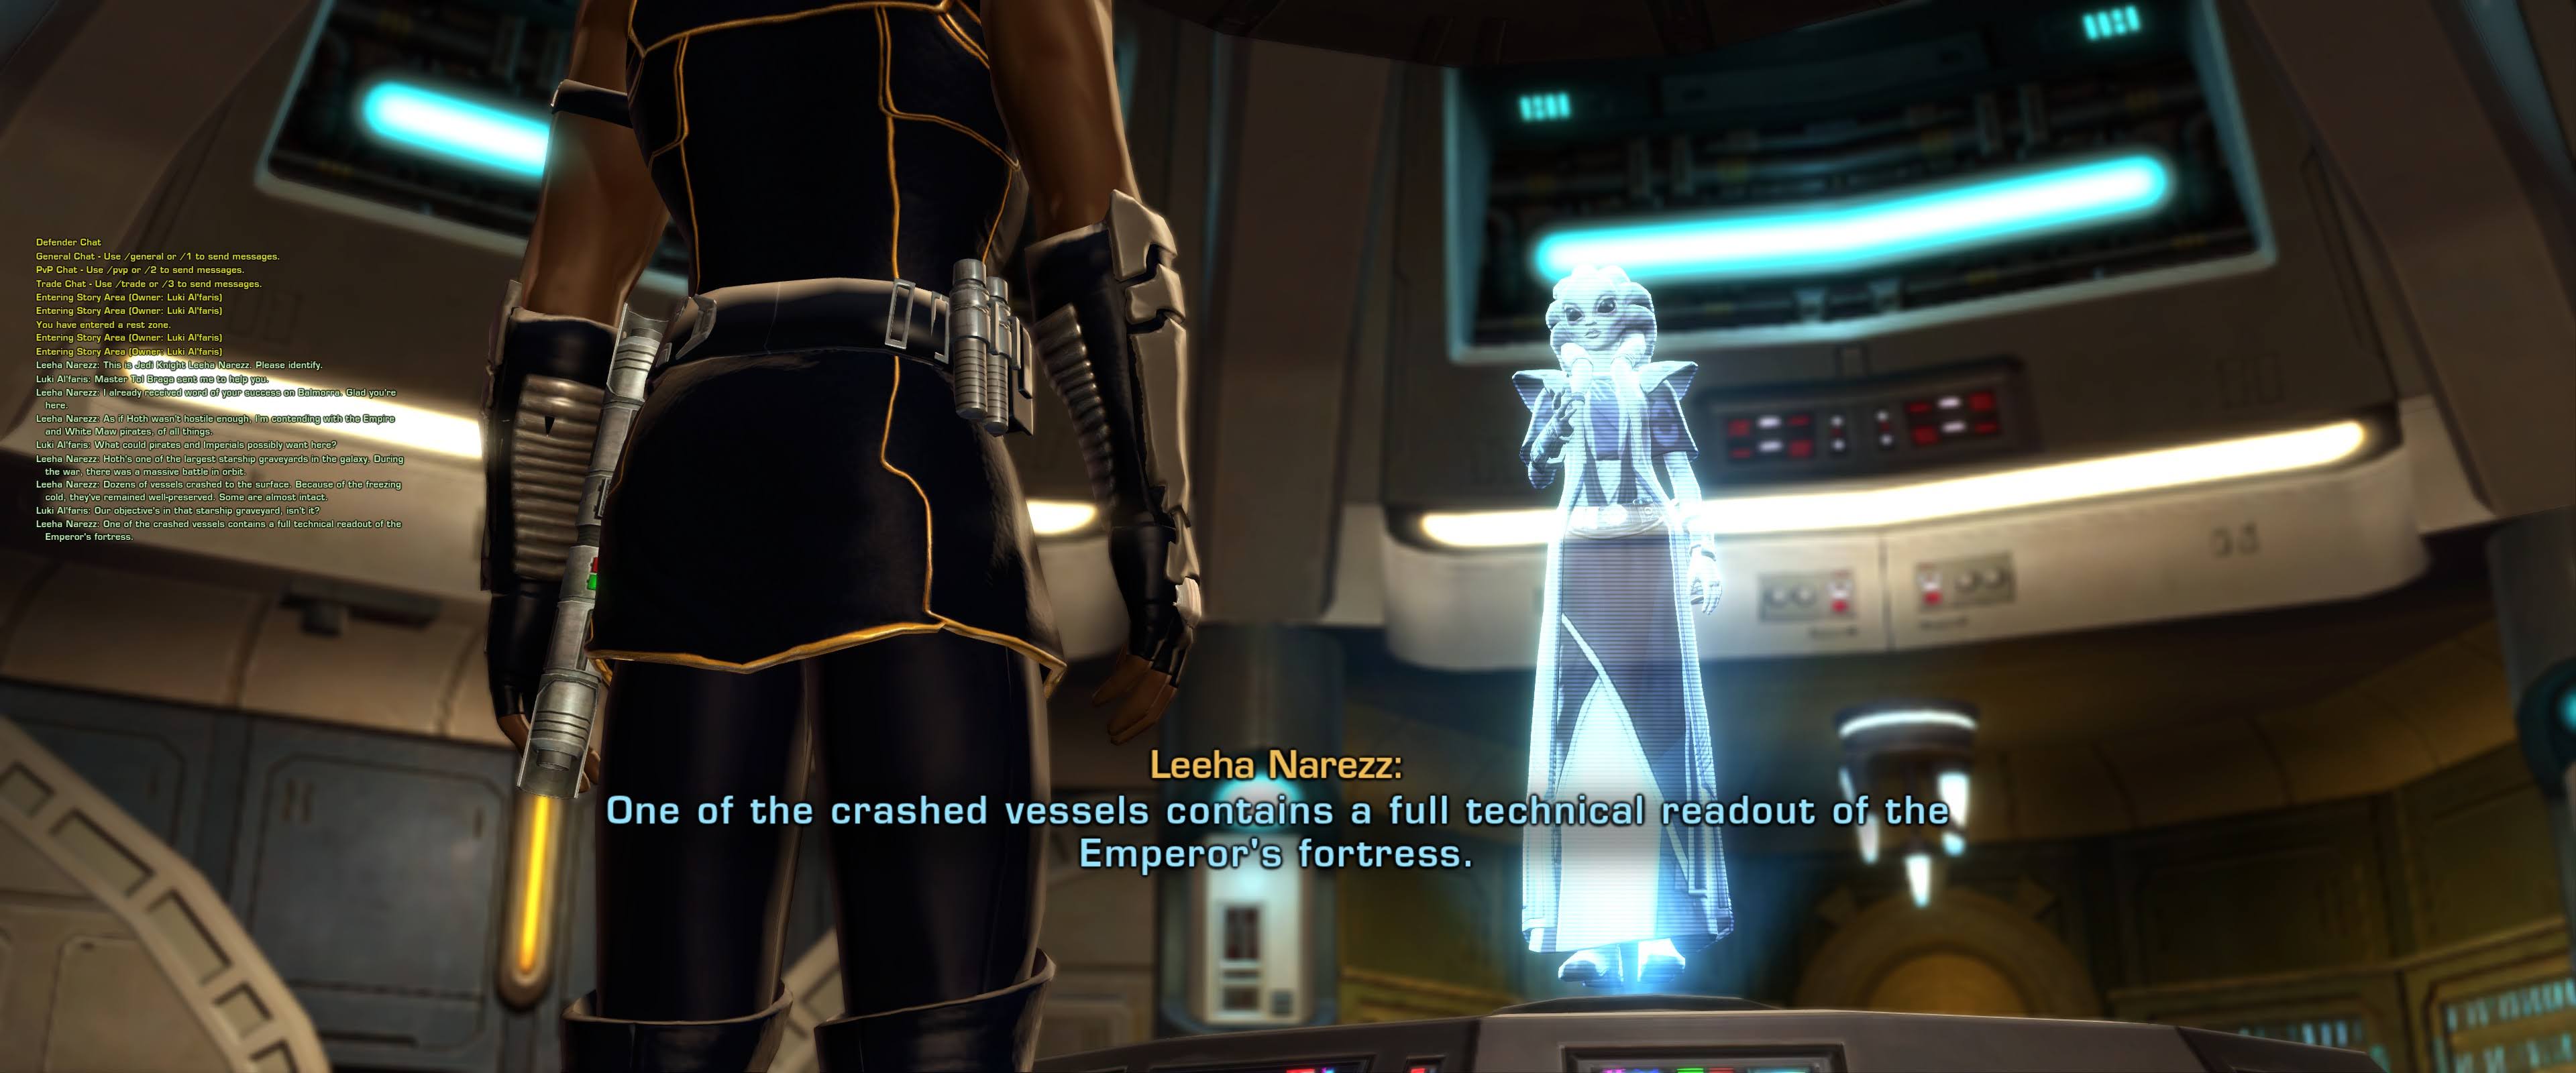 Defender Chat
General Chat - Use /general or /1 to send messages.
PvP Chat - Use /pvp or /2 to send messages.
Trade Chat - Use /trade or /3 to send messages.
Entering Story Area (Owner: Luki Al'faris)
Entering Story Area (Owner: Luki Al'faris)
You have entered a rest zone.
Entering Story Area (Owner: Luki Al'faris)
Entering Story Area (Owner: Luki Al'faris)
Leeha Narezz: This is Jedi Knight Leeha Narezz. Please identify.
Luki Al'faris: Master Tol Braga sent me to help you.
Leeha Narezz: I already received word of your success on Balmorra. Glad you're
here.
Leeha Narezz: As if Hoth wasn't hostile enough, I'm contending with the Empire
and White Maw pirates, of all things.
Luki Al'faris: What could pirates and Imperials possibly want here?
Leeha Narezz: Hoth's one of the largest starship graveyards in the galaxy. During
the war, there was a massive battle in orbit.
Leeha Narezz: Dozens of vessels crashed to the surface. Because of the freezing
cold, they've remained well-preserved. Some are almost intact.
Luki Al'faris: Our objective's in that starship graveyard, isn't it?
Leeha Narezz: One of the crashed vessels contains a full technical readout of the
Emperor's fortress.
Leeha Narezz:
One of the crashed vessels contains a full technical readout of the
Emperor's fortress.